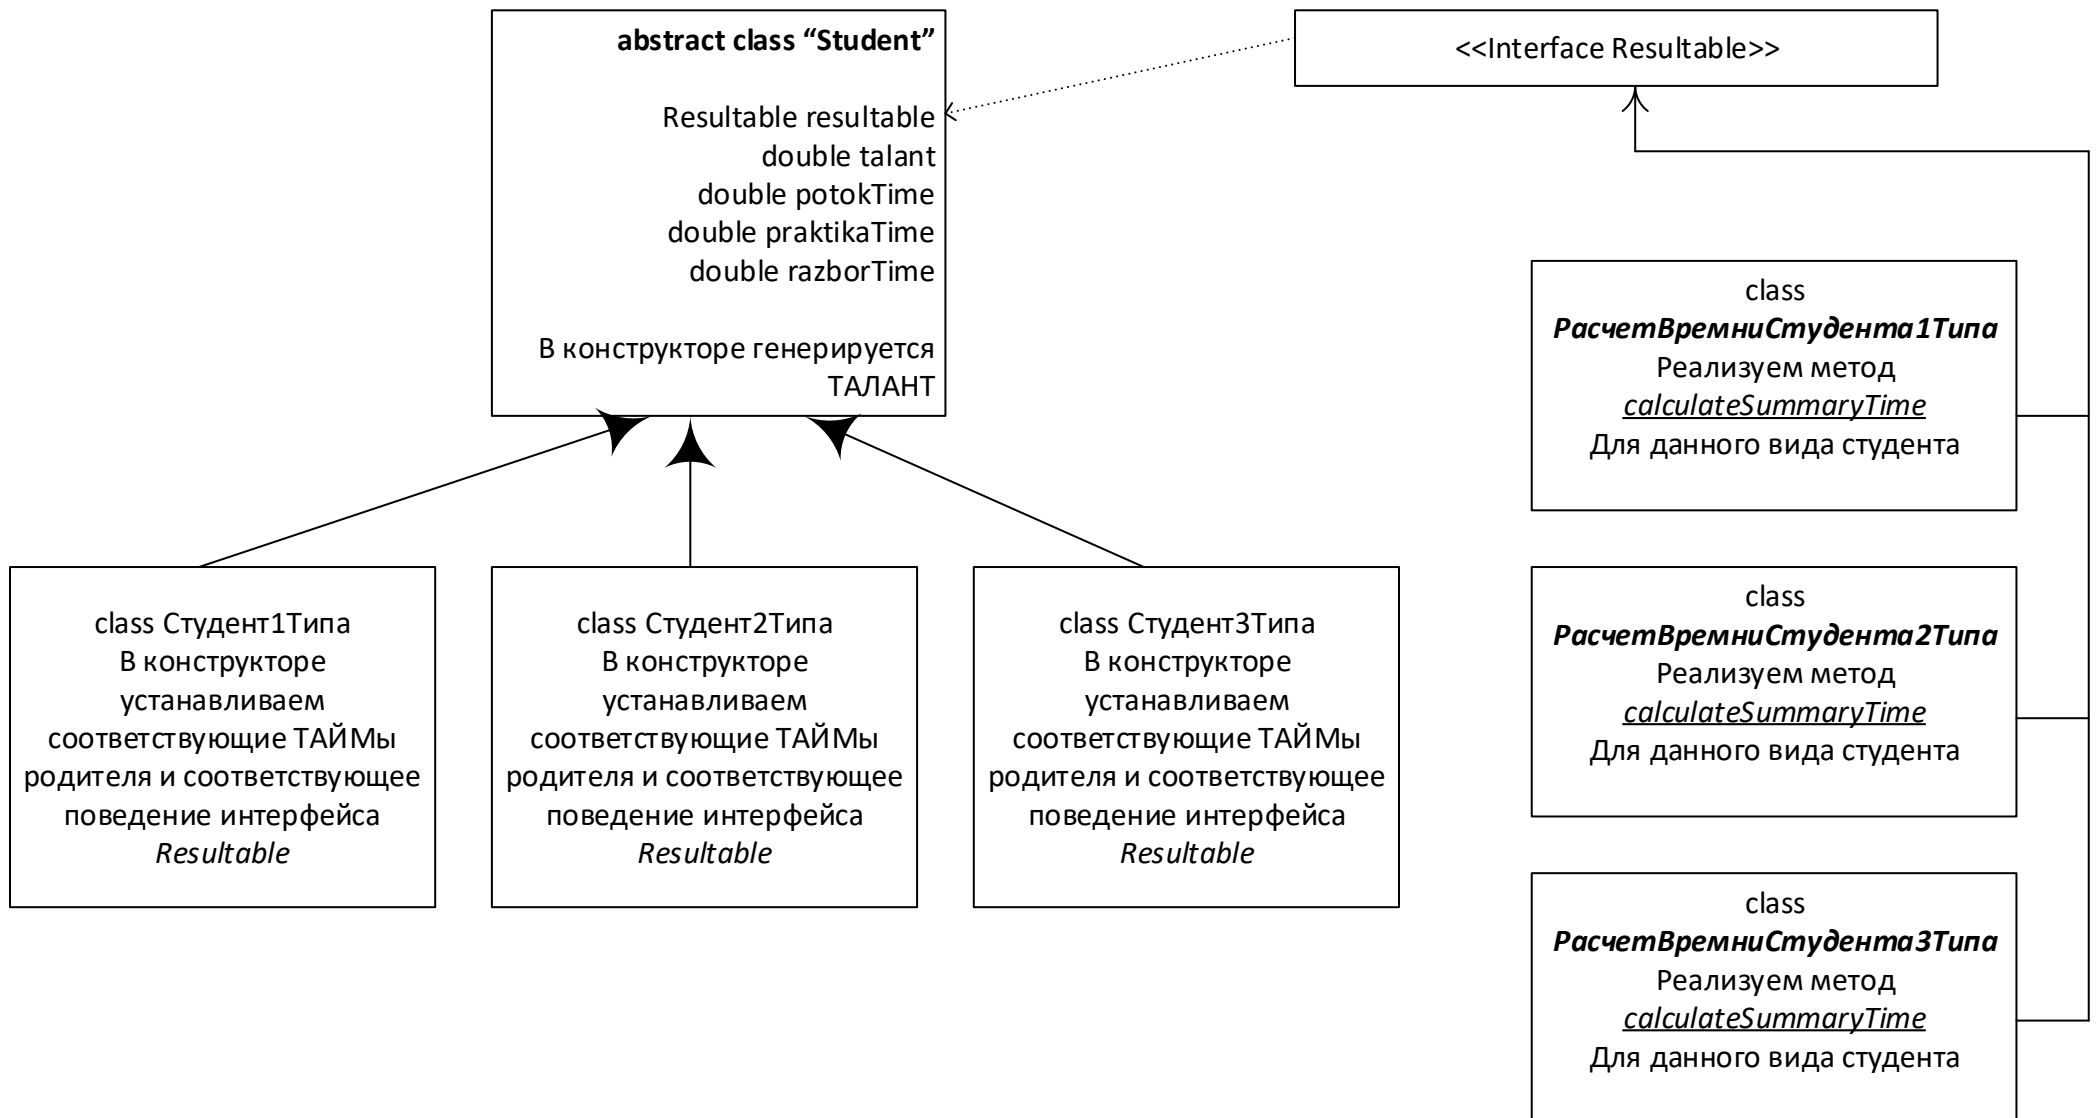 abstract class “Student”
Resultable resultable
double talant
double potokTime
double praktikaTime
double razborTime
В конструкторе генерируется
ТАЛАНТ
<<Interface Resultable>>
class
РасчетВремниСтудента1Типа
Реализуем метод
calculateSummaryTime
Для данного вида студента
class Студент1Типа
В конструкторе
устанавливаем
соответствующие ТАЙМы
родителя и соответствующее
поведение интерфейса
Resultable
class Студент2Типа
В конструкторе
устанавливаем
соответствующие ТАЙМы
родителя и соответствующее
поведение интерфейса
Resultable
class Студент3Типа
В конструкторе
устанавливаем
соответствующие ТАЙМы
родителя и соответствующее
поведение интерфейса
Resultable
class
РасчетВремниСтудента2Типа
Реализуем метод
calculateSummaryTime
Для данного вида студента
class
РасчетВремниСтудента3Типа
Реализуем метод
calculateSummaryTime
Для данного вида студента